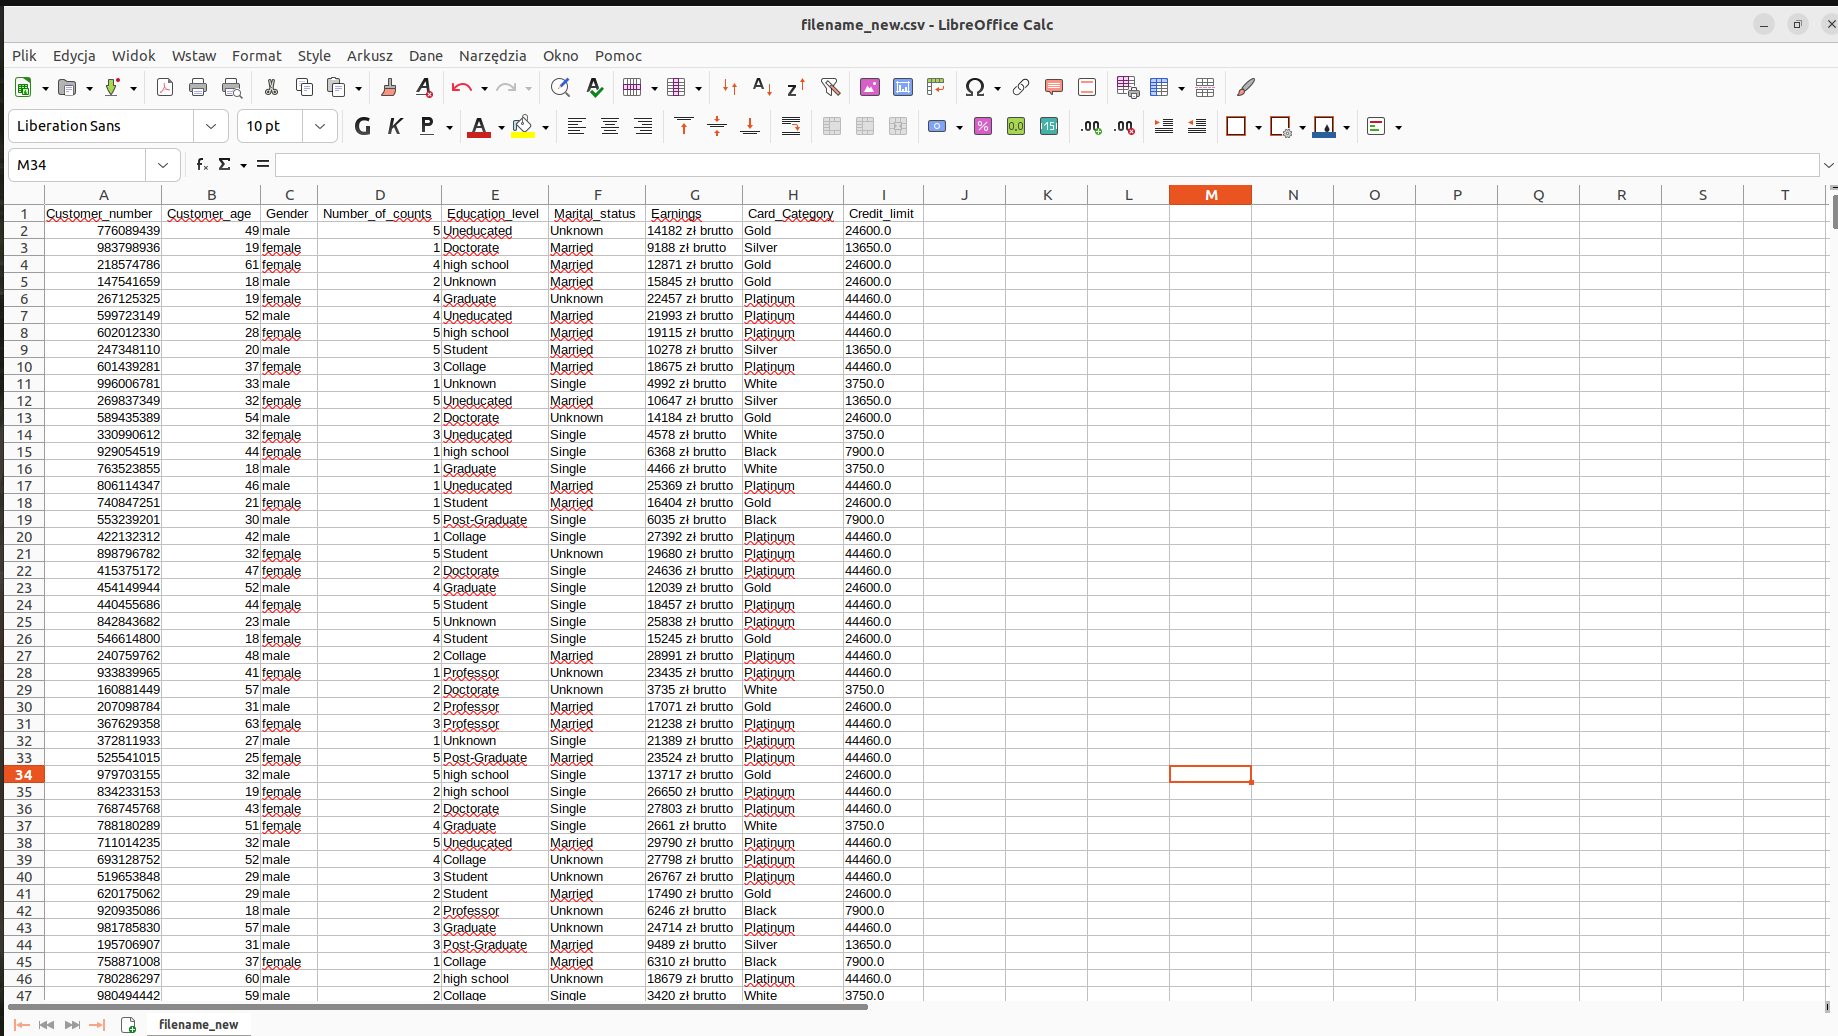 filename_new.csv - LibreOffice Calc
Plik Edycja Widok Wstaw Format Style Arkusz Dane Narzędzia Okno Pomoc
Liberation Sans 10 pt G K P
M34
A B C D E F G H I J K L M N O P Q R S T
1 Customer_number Customer_age Gender Number_of_counts Education_level Marital_status Earnings Card_Category Credit_limit
2 776089439 49 male 5 Uneducated Unknown 14182 zł brutto Gold 24600.0
3 983798936 19 female 1 Doctorate Married 9188 zł brutto Silver 13650.0
4 218574786 61 female 4 high school Married 12871 zł brutto Gold 24600.0
5 147541659 18 male 2 Unknown Married 15845 zł brutto Gold 24600.0
6 267125325 19 female 4 Graduate Unknown 22457 zł brutto Platinum 44460.0
7 599723149 52 male 4 Uneducated Married 21993 zł brutto Platinum 44460.0
8 602012330 28 female 5 high school Married 19115 zł brutto Platinum 44460.0
9 247348110 20 male 5 Student Married 10278 zł brutto Silver 13650.0
10 601439281 37 female 3 Collage Married 18675 zł brutto Platinum 44460.0
11 996006781 33 male 1 Unknown Single 4992 zł brutto White 3750.0
12 269837349 32 female 5 Uneducated Married 10647 zł brutto Silver 13650.0
13 589435389 54 male 2 Doctorate Unknown 14184 zł brutto Gold 24600.0
14 330990612 32 female 3 Uneducated Single 4578 zł brutto White 3750.0
15 929054519 44 female 1 high school Single 6368 zł brutto Black 7900.0
16 763523855 18 male 1 Graduate Single 4466 zł brutto White 3750.0
17 806114347 46 male 1 Uneducated Married 25369 zł brutto Platinum 44460.0
18 740847251 21 female 1 Student Married 16404 zł brutto Gold 24600.0
19 553239201 30 male 5 Post-Graduate Single 6035 zł brutto Black 7900.0
20 422132312 42 male 1 Collage Single 27392 zł brutto Platinum 44460.0
21 898796782 32 female 5 Student Unknown 19680 zł brutto Platinum 44460.0
22 415375172 47 female 2 Doctorate Single 24636 zł brutto Platinum 44460.0
23 454149944 52 male 4 Graduate Single 12039 zł brutto Gold 24600.0
24 440455686 44 female 5 Student Single 18457 zł brutto Platinum 44460.0
25 842843682 23 male 5 Unknown Single 25838 zł brutto Platinum 44460.0
26 546614800 18 female 4 Student Single 15245 zł brutto Gold 24600.0
27 240759762 48 male 2 Collage Married 28991 zł brutto Platinum 44460.0
28 933839965 41 female 1 Professor Unknown 23435 zł brutto Platinum 44460.0
29 160881449 57 male 2 Doctorate Unknown 3735 zł brutto White 3750.0
30 207098784 31 male 2 Professor Married 17071 zł brutto Gold 24600.0
31 367629358 63 female 3 Professor Married 21238 zł brutto Platinum 44460.0
32 372811933 27 male 1 Unknown Single 21389 zł brutto Platinum 44460.0
33 525541015 25 female 5 Post-Graduate Married 23524 zł brutto Platinum 44460.0
34 979703155 32 male 5 high school Single 13717 zł brutto Gold 24600.0
35 834233153 19 female 2 high school Single 26650 zł brutto Platinum 44460.0
36 768745768 43 female 2 Doctorate Single 27803 zł brutto Platinum 44460.0
37 788180289 51 female 4 Graduate Single 2661 zł brutto White 3750.0
38 711014235 32 male 5 Uneducated Married 29790 zł brutto Platinum 44460.0
39 693128752 52 male 4 Collage Unknown 27798 zł brutto Platinum 44460.0
40 519653848 29 male 3 Student Unknown 26767 zł brutto Platinum 44460.0
41 620175062 29 male 2 Student Married 17490 zł brutto Gold 24600.0
42 920935086 18 male 2 Professor Unknown 6246 zł brutto Black 7900.0
43 981785830 57 male 3 Graduate Unknown 24714 zł brutto Platinum 44460.0
44 195706907 31 male 3 Post-Graduate Married 9489 zł brutto Silver 13650.0
45 758871008 37 female 1 Collage Married 6310 zł brutto Black 7900.0
46 780286297 60 male 2 high school Unknown 18679 zł brutto Platinum 44460.0
47 980494442 59 male 2 Collage Single 3420 zł brutto White 3750.0
filename_new